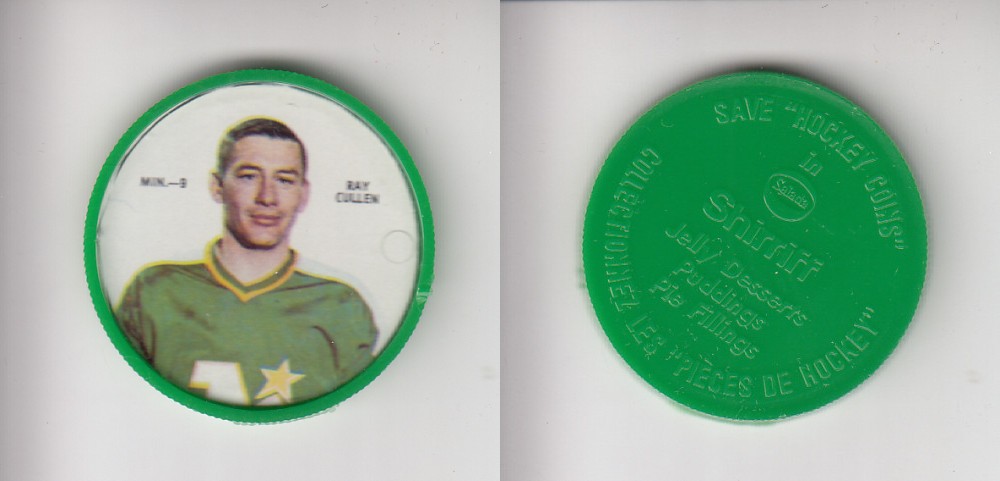 MIN.—9
RAY
CULLEN
SAVE "HOCKEY COINS"
in
Salada
Shirriff
Jelly Desserts
Puddings
Pie Fillings
COLLECTIONNEZ LES "PIÈCES DE HOCKEY"